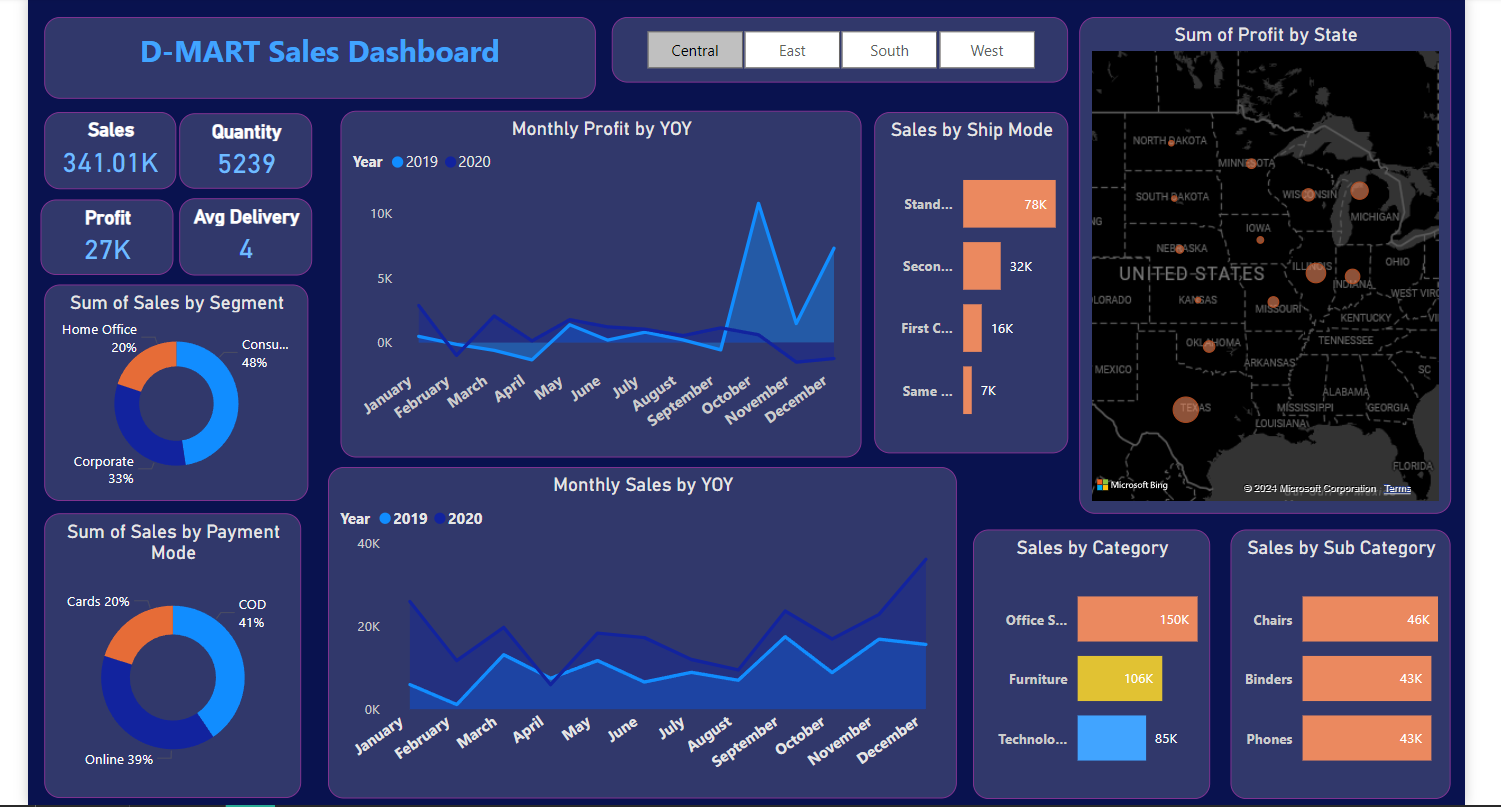 D-MART Sales Dashboard
Central
East
South
West
Sum of Profit by State
Sales
341.01K
Quantity
5239
Profit
27K
Avg Delivery
4
Monthly Profit by YOY
Year 2019 2020
10K
5K
0K
January
February
March
April
May
June
July
August
September
October
November
December
Sales by Ship Mode
Stand...
78K
Secon...
32K
First C...
16K
Same ...
7K
NORTH DAKOTA
MINNESOTA
SOUTH DAKOTA
WISCONSIN
MICHIGAN
NG
IOWA
NEBRASKA
OHIO
UNITED STATES
ILLINOIS
INDIANA
LORADO
KANSAS
MISSOURI
WEST VIRG
KENTUCKY
VI
OKLAHOMA
TENNESSEE
MEXICO
ARKANSAS
SC
ALABAMA
TEXAS
MISSISSIPPI
GEORGIA
LOUISIANA
FLORIDA
Microsoft Bing
© 2024 Microsoft Corporation Terms
Sum of Sales by Segment
Home Office
20%
Consu...
48%
Corporate
33%
Sum of Sales by Payment
Mode
Cards 20%
COD
41%
Online 39%
Monthly Sales by YOY
Year 2019 2020
40K
20K
0K
January
February
March
April
May
June
July
August
September
October
November
December
Sales by Category
Office S...
150K
Furniture
106K
Technolo...
85K
Sales by Sub Category
Chairs
46K
Binders
43K
Phones
43K